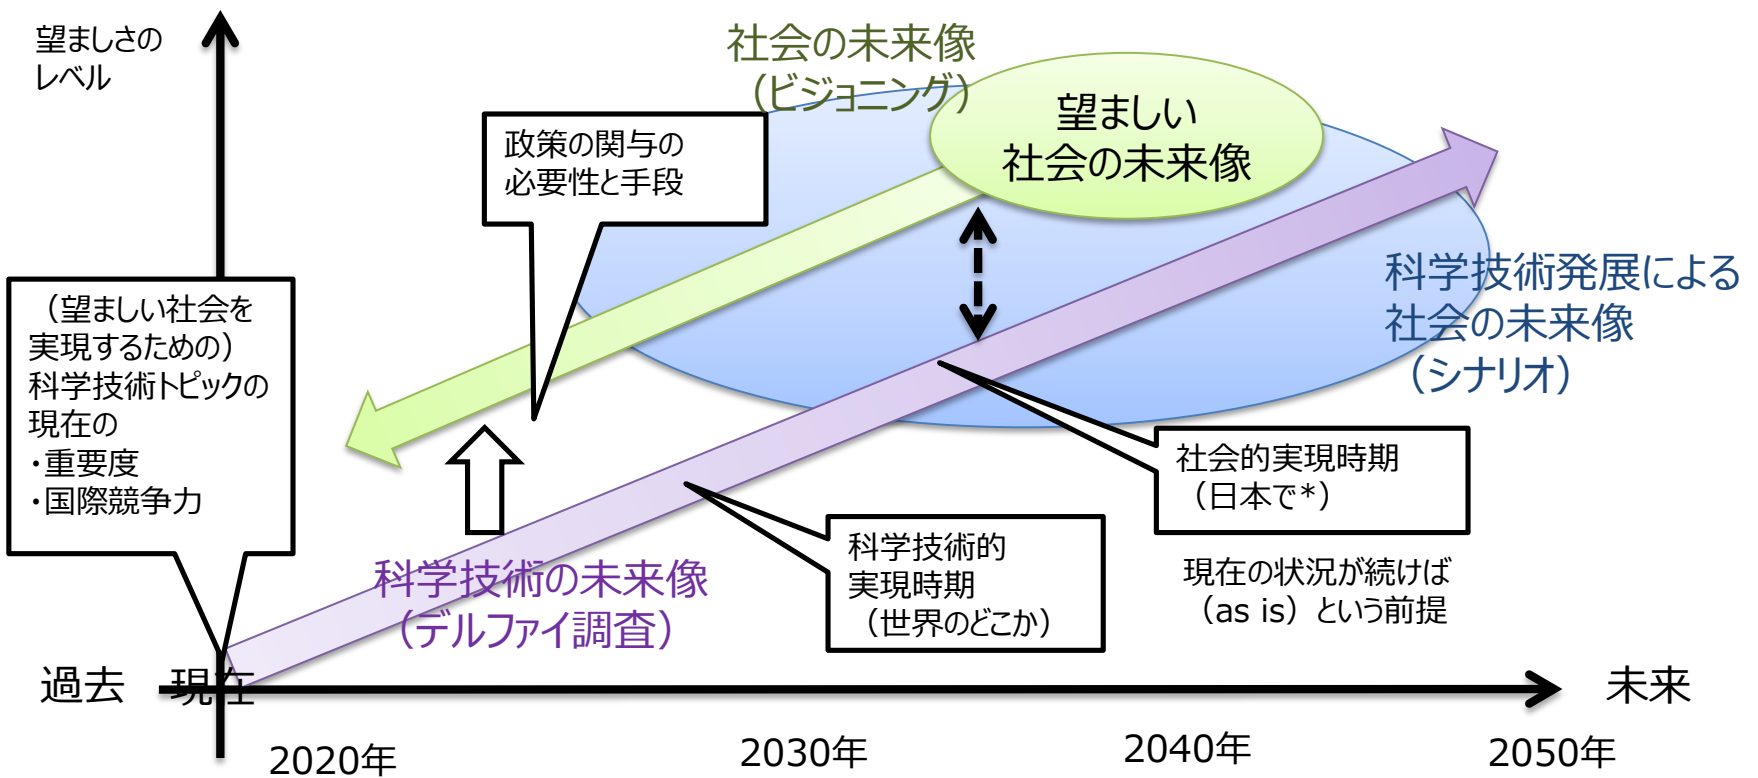 望ましさの
レベル
社会の未来像
（ビジョニング）
望ましい
社会の未来像
政策の関与の
必要性と手段
（望ましい社会を
実現するための）
科学技術トピックの
現在の
・重要度
・国際競争力
科学技術発展による
社会の未来像
（シナリオ）
社会的実現時期
（日本で*）
科学技術的
実現時期
（世界のどこか）
現在の状況が続けば
（as is）という前提
科学技術の未来像
（デルファイ調査）
過去
現在
未来
2020年
2030年
2040年
2050年